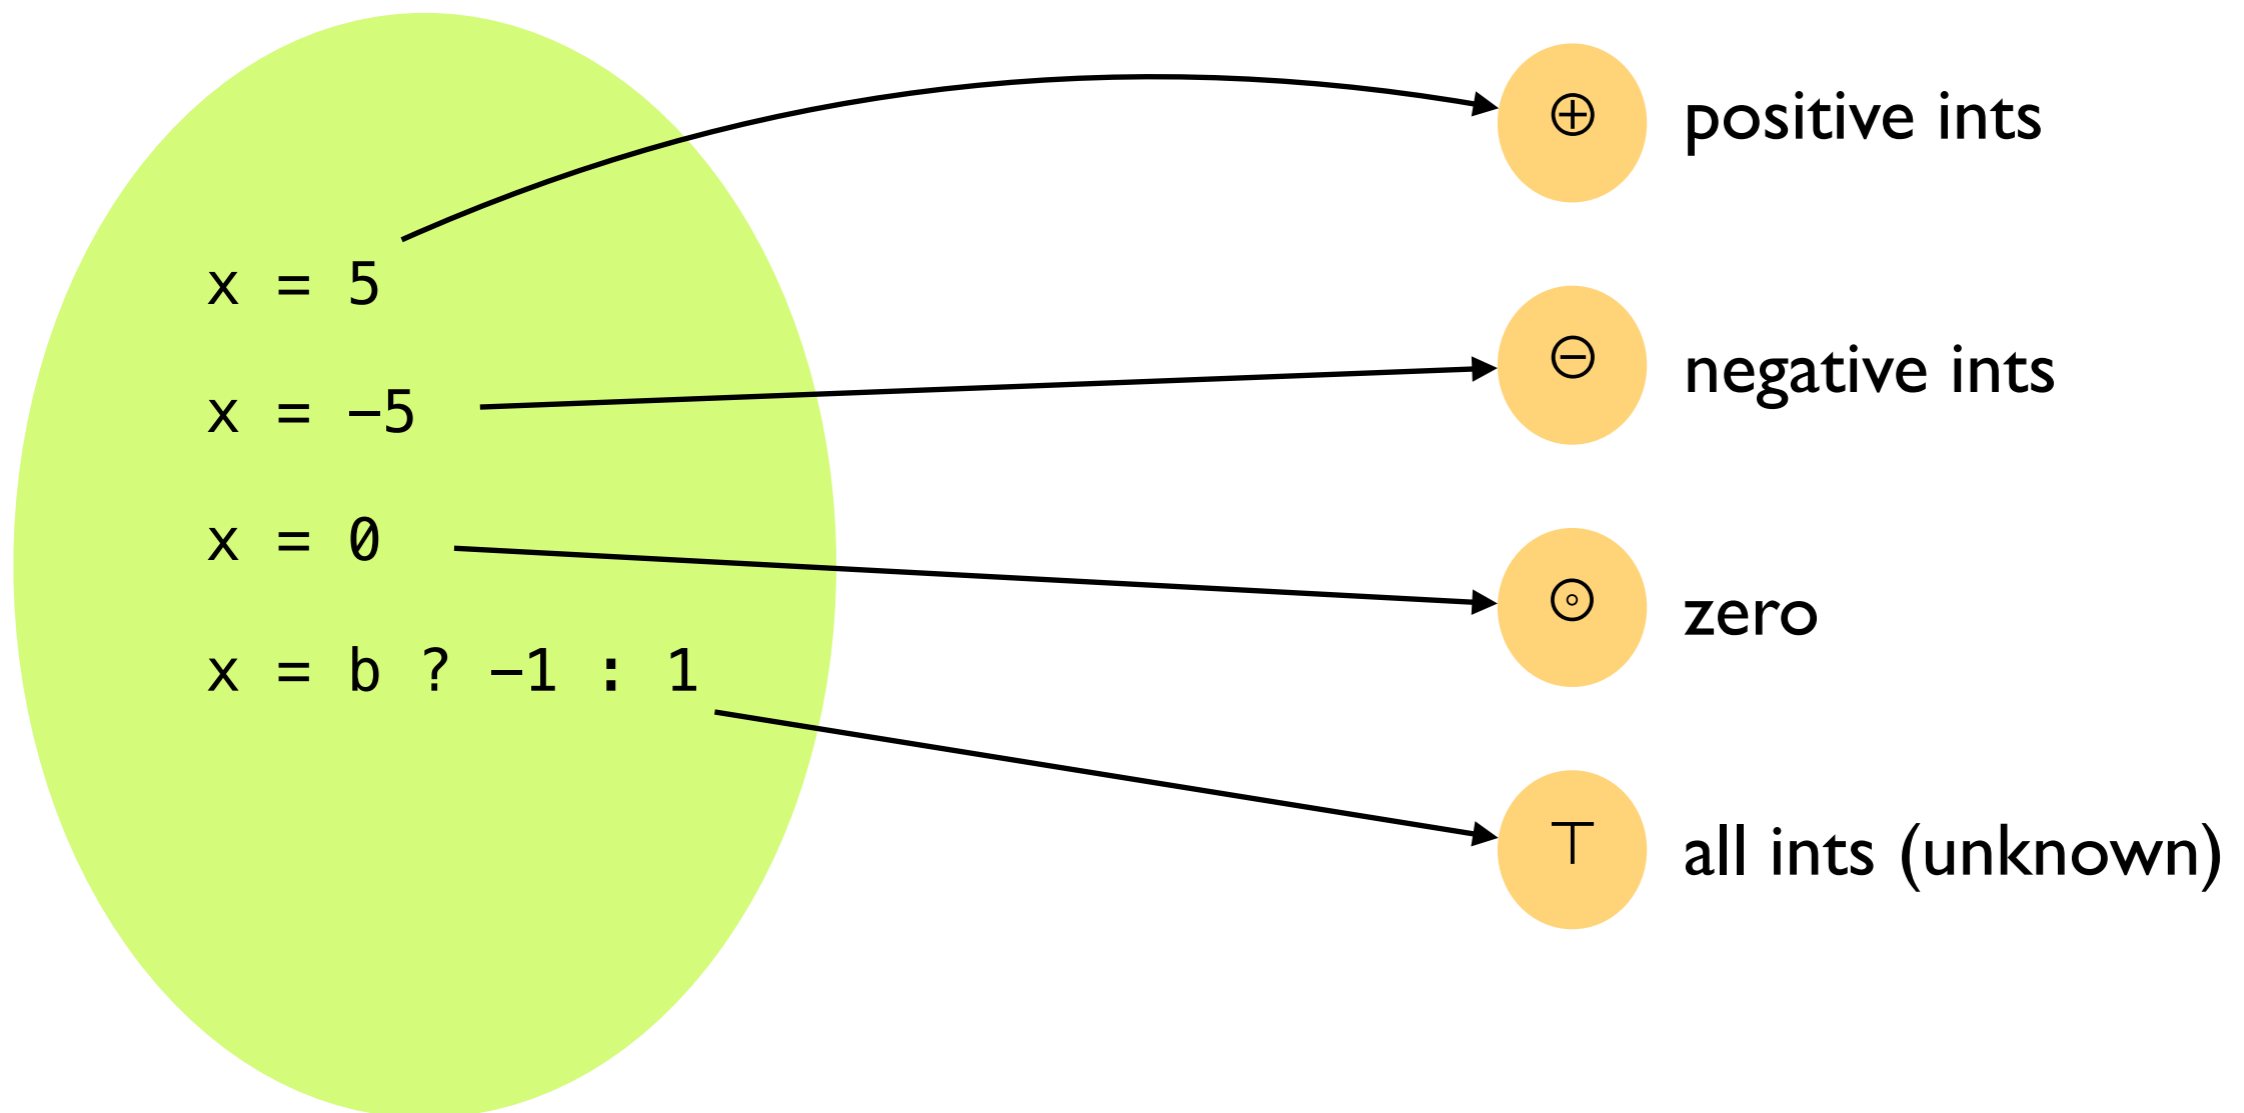 x = 5
x = −5
x = 0
x = b ? −1 : 1
⊕ positive ints
⊖ negative ints
⊚ zero
⊤ all ints (unknown)